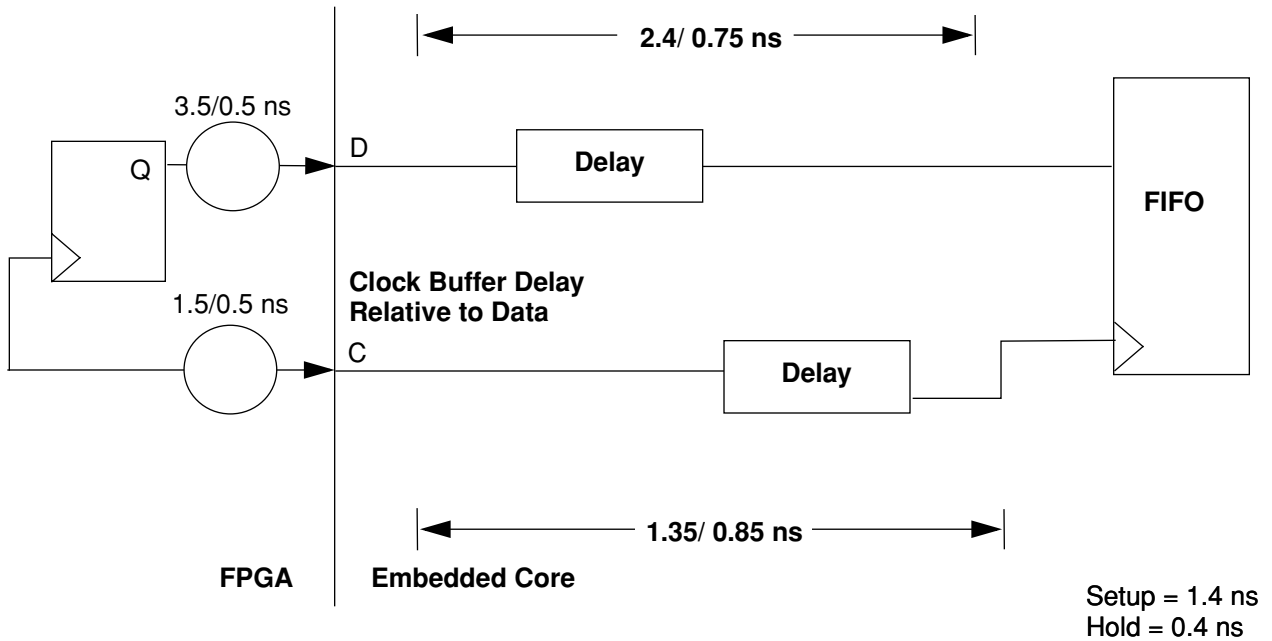 2.4/ 0.75 ns
3.5/0.5 ns
Q
D
Delay
FIFO
Clock Buffer Delay
Relative to Data
1.5/0.5 ns
C
Delay
1.35/ 0.85 ns
FPGA
Embedded Core
Setup = 1.4 ns
Hold = 0.4 ns